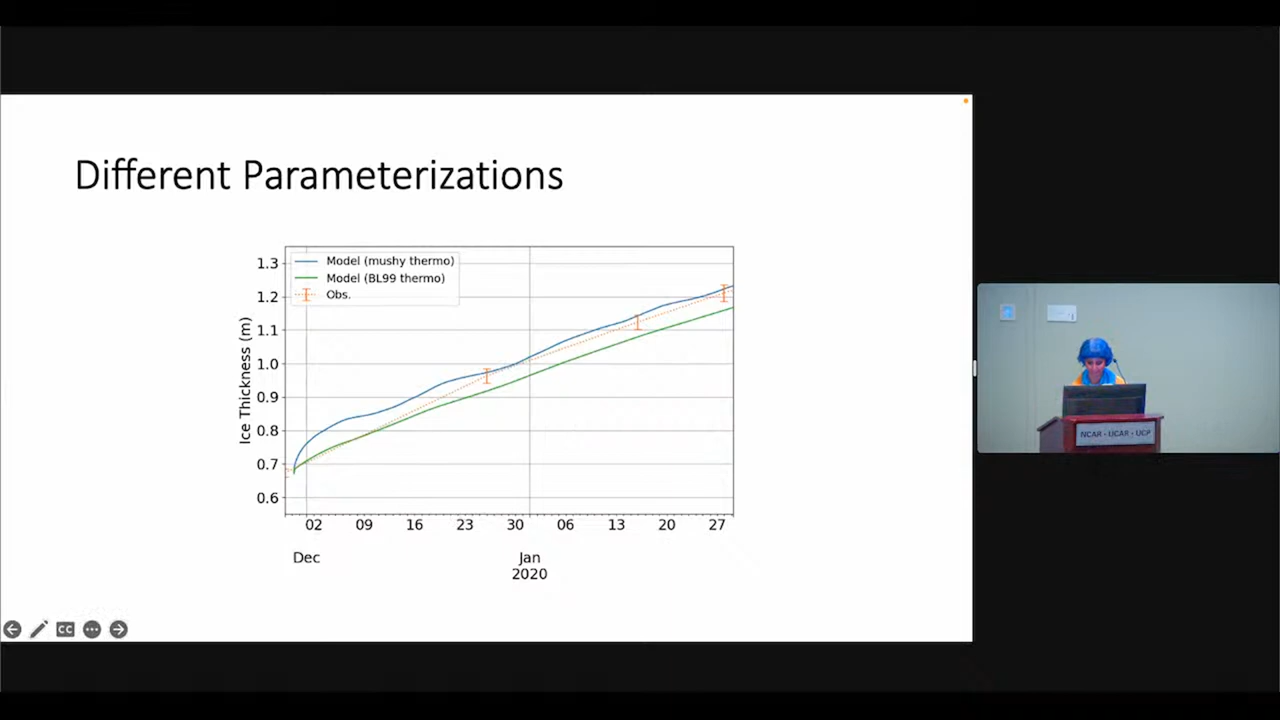 Different Parameterizations
Model (mushy thermo)
Model (BL99 thermo)
Obs.
Ice Thickness (m)
1.3
1.2
1.1
1.0
0.9
0.8
0.7
0.6
02 09 16 23 30 06 13 20 27
Dec Jan
2020
CC
NCAR - UCAR - UCP